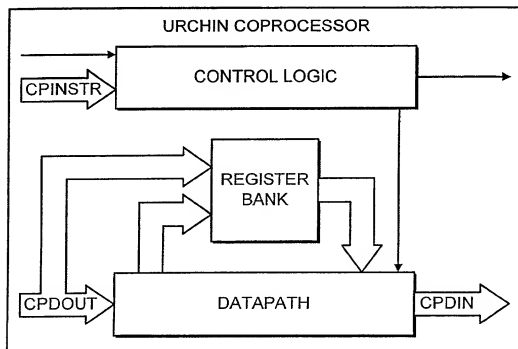 URCHIN COPROCESSOR
CONTROL LOGIC
CPINSTR
REGISTER
BANK
CPDOUT
DATAPATH
CPDIN